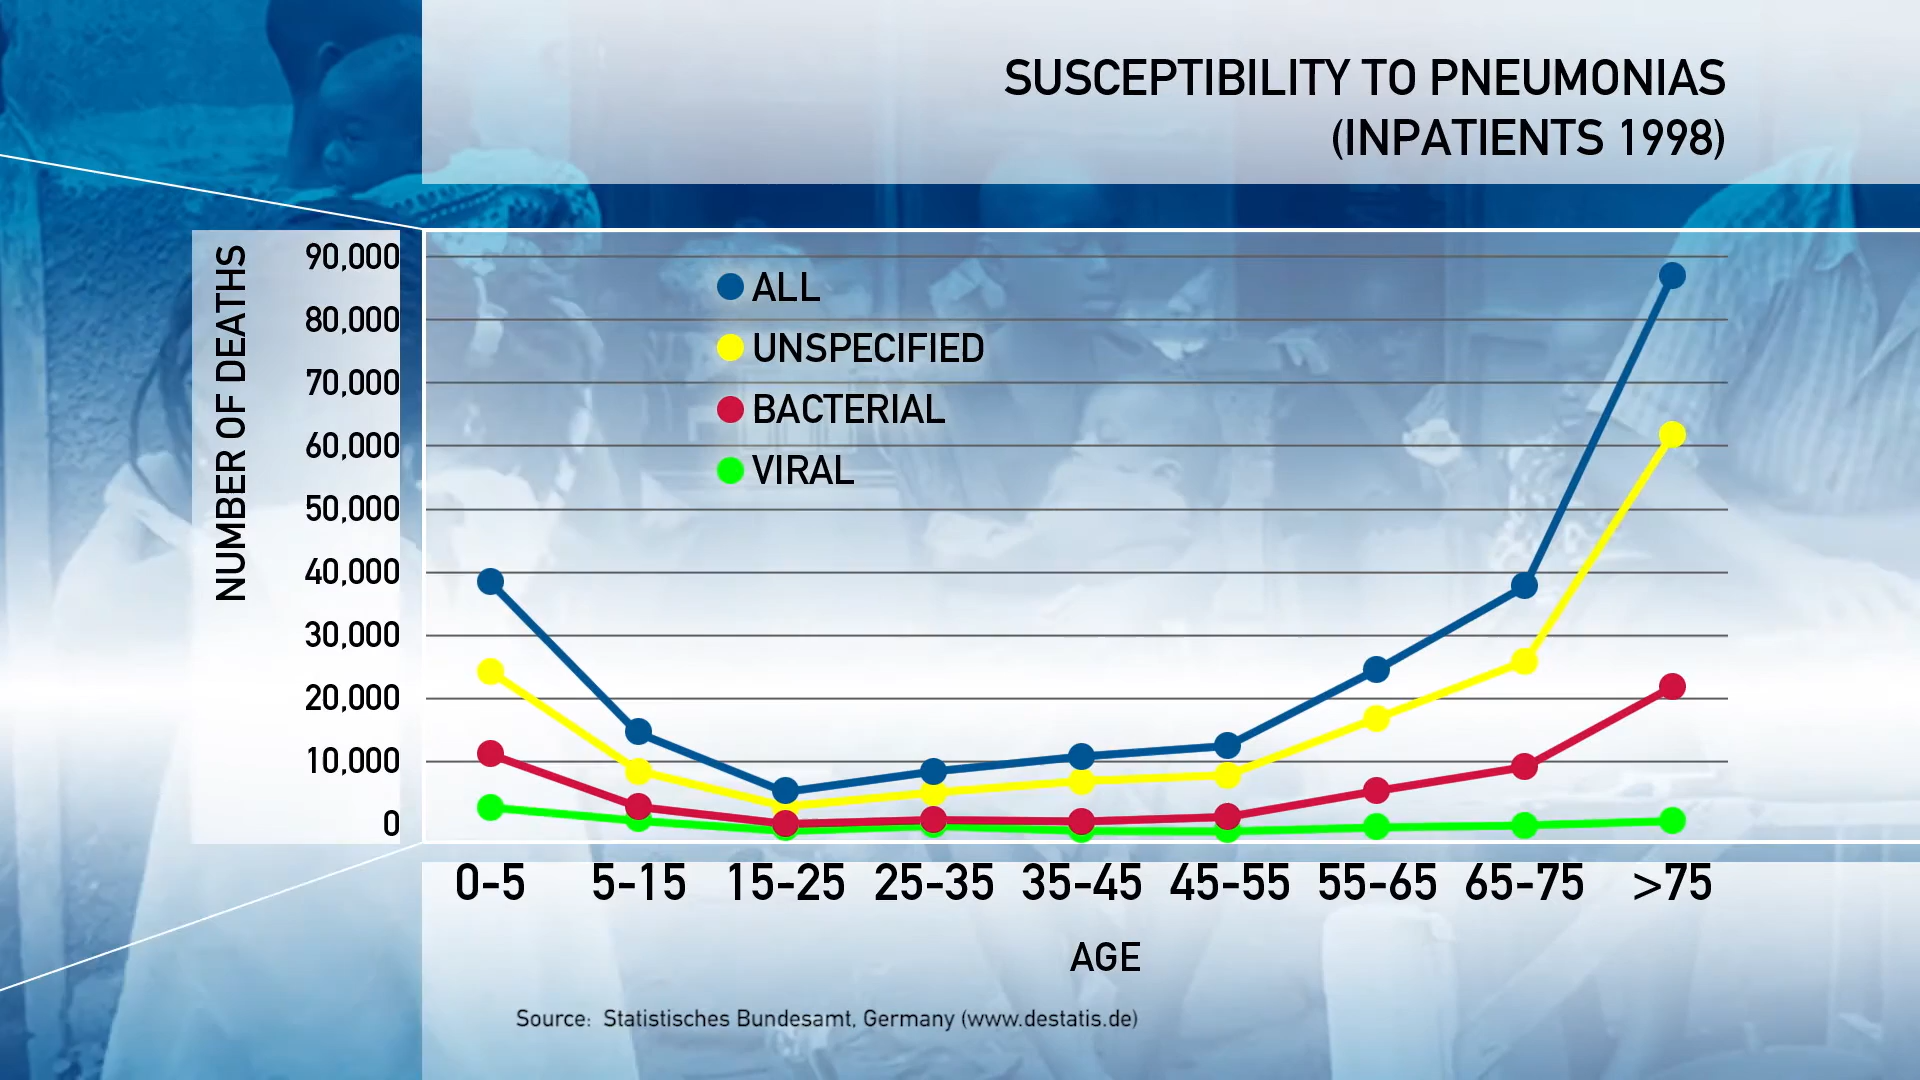 SUSCEPTIBILITY TO PNEUMONIAS
(INPATIENTS 1998)
NUMBER OF DEATHS
90,000
80,000
70,000
60,000
50,000
40,000
30,000
20,000
10,000
0
ALL
UNSPECIFIED
BACTERIAL
VIRAL
0-5 5-15 15-25 25-35 35-45 45-55 55-65 65-75 >75
AGE
Source: Statistisches Bundesamt, Germany (www.destatis.de)